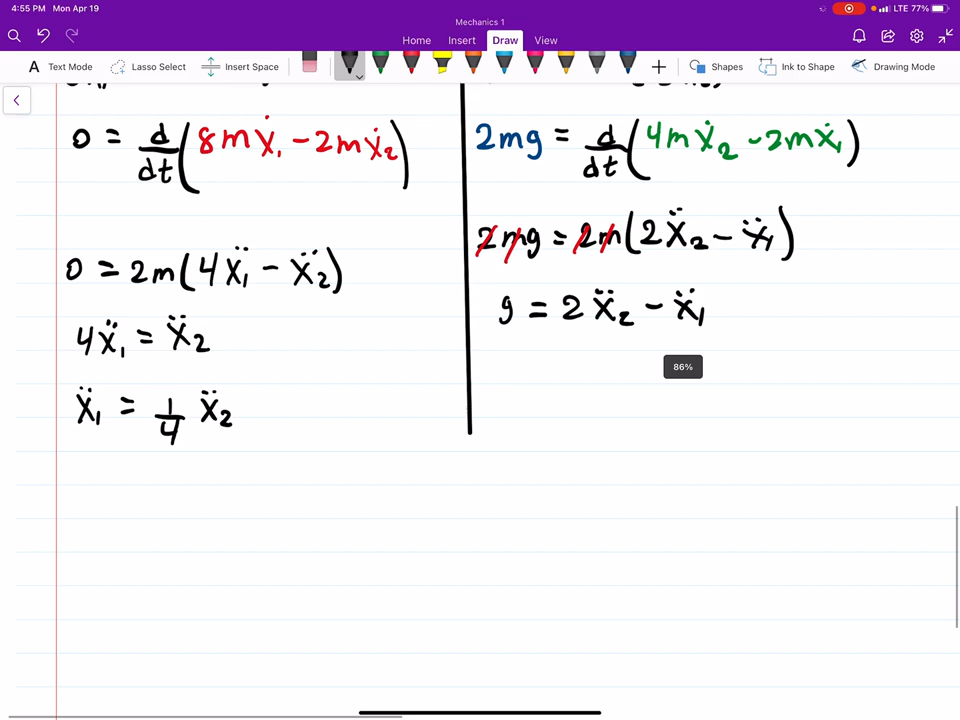 4:55 PM Mon Apr 19
LTE 77%
Mechanics 1
Home Insert Draw View
A Text Mode Lasso Select Insert Space Shapes Ink to Shape Drawing Mode
0 = d/dt (8mẋ₁ − 2mẋ₂)
0 = 2m(4ẍ₁ − ẍ₂)
4ẍ₁ = ẍ₂
ẍ₁ = 1/4 ẍ₂
2mg = d/dt (4mẋ₂ − 2mẋ₁)
2mg = 2m(2ẍ₂ − ẍ₁)
g = 2ẍ₂ − ẍ₁
86%